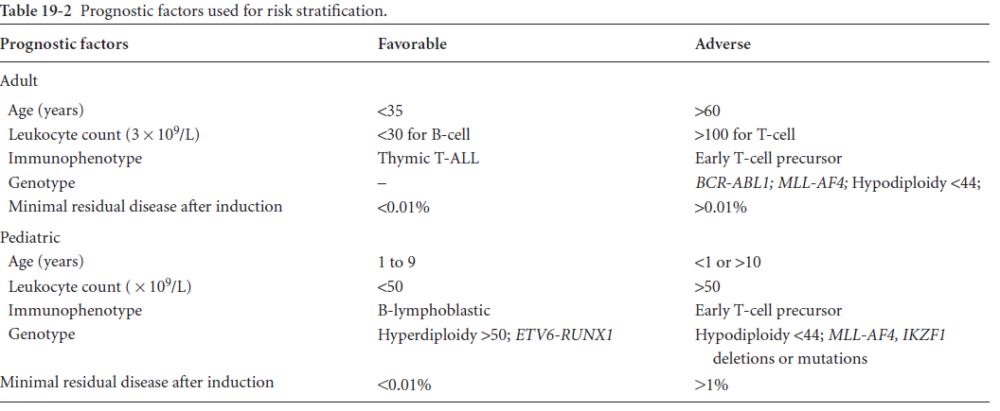 Table 19-2 Prognostic factors used for risk stratification.
Prognostic factors Favorable Adverse
Adult
Age (years) <35 >60
Leukocyte count (3 × 10⁹/L) <30 for B-cell >100 for T-cell
Immunophenotype Thymic T-ALL Early T-cell precursor
Genotype – BCR-ABL1; MLL-AF4; Hypodiploidy <44;
Minimal residual disease after induction <0.01% >0.01%
Pediatric
Age (years) 1 to 9 <1 or >10
Leukocyte count ( × 10⁹/L) <50 >50
Immunophenotype B-lymphoblastic Early T-cell precursor
Genotype Hyperdiploidy >50; ETV6-RUNX1 Hypodiploidy <44; MLL-AF4, IKZF1
deletions or mutations
Minimal residual disease after induction <0.01% >1%